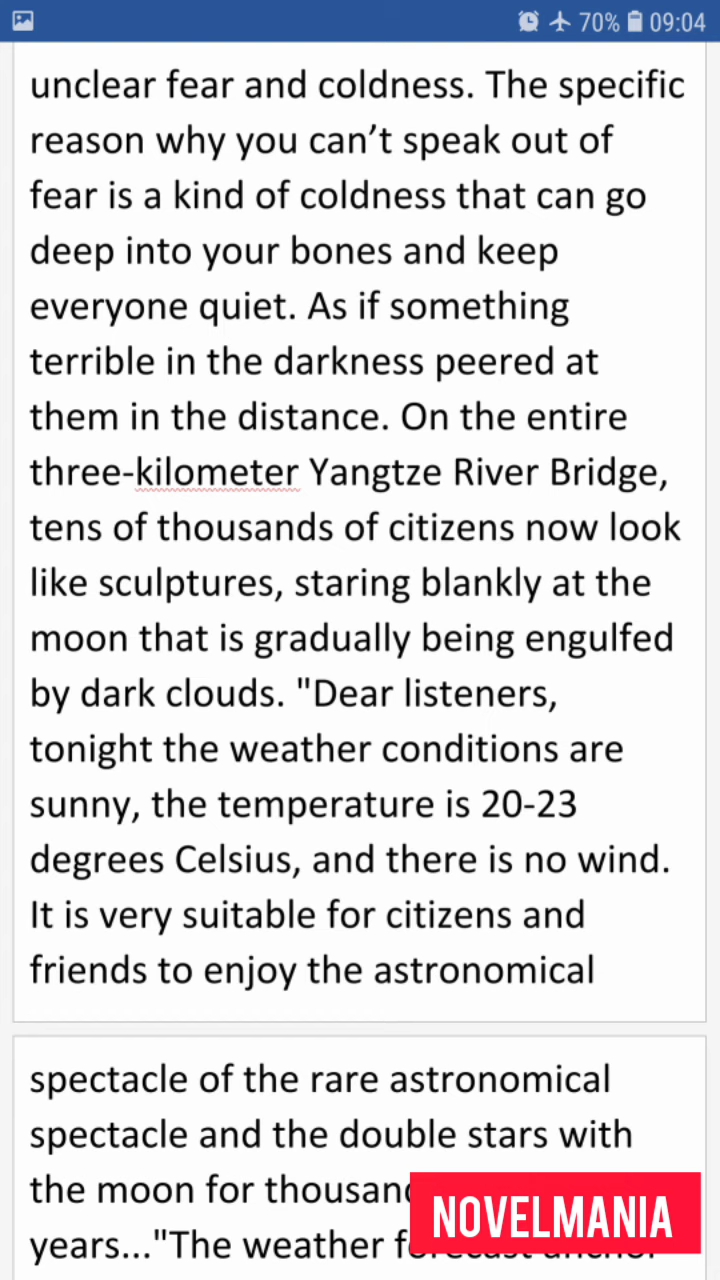 70% 09:04
unclear fear and coldness. The specific
reason why you can’t speak out of
fear is a kind of coldness that can go
deep into your bones and keep
everyone quiet. As if something
terrible in the darkness peered at
them in the distance. On the entire
three-kilometer Yangtze River Bridge,
tens of thousands of citizens now look
like sculptures, staring blankly at the
moon that is gradually being engulfed
by dark clouds. "Dear listeners,
tonight the weather conditions are
sunny, the temperature is 20-23
degrees Celsius, and there is no wind.
It is very suitable for citizens and
friends to enjoy the astronomical
spectacle of the rare astronomical
spectacle and the double stars with
the moon for
years..."The weather
NOVELMANIA